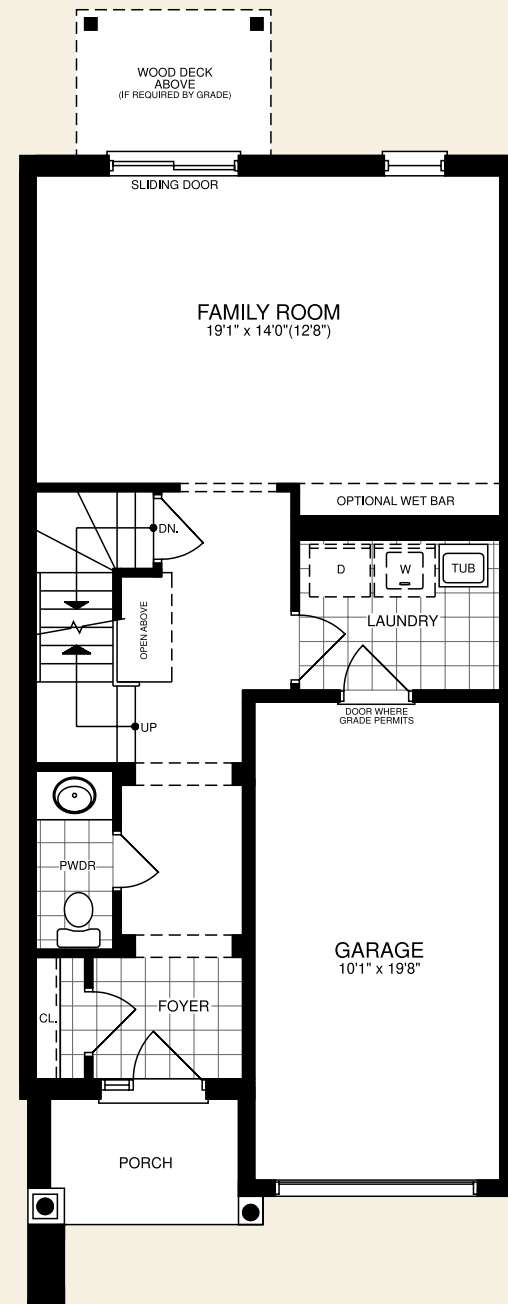 WOOD DECK
ABOVE
(IF REQUIRED BY GRADE)
SLIDING DOOR
FAMILY ROOM
19'1" x 14'0"(12'8")
OPTIONAL WET BAR
DN.
D
W
TUB
OPEN ABOVE
LAUNDRY
DOOR WHERE
GRADE PERMITS
UP
PWDR
GARAGE
10'1" x 19'8"
CL.
FOYER
PORCH